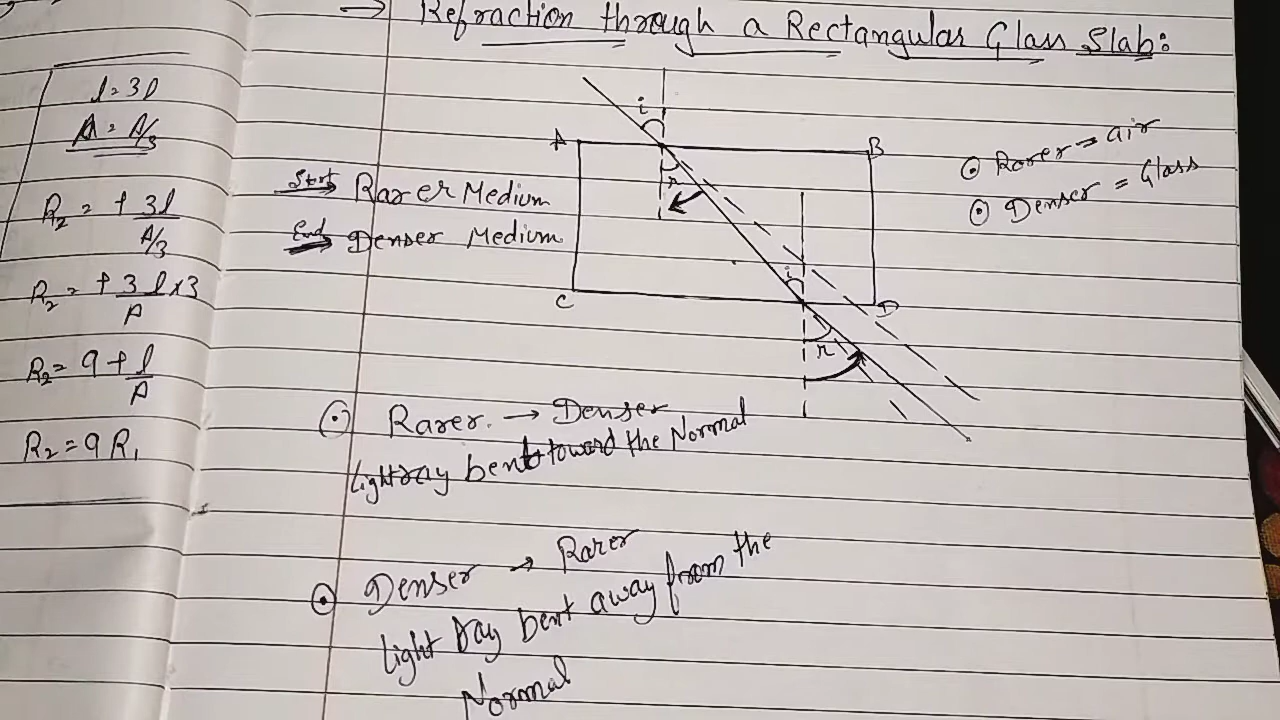 l = 3l
A = A/3
R₂ = ρ 3l
A/3
R₂ = ρ 3 l×3
A
R₂ = 9 ρ l
A
R₂ = 9 R₁
→ Refraction through a Rectangular Glass Slab:
i
A
B
r
Start Rarer Medium
End Denser Medium
i
C
D
r
⊙ Rarer = air
⊙ Denser = Glass
⊙ Rarer. → Denser
light ray bent toward the Normal
⊙ Denser → Rarer
light ray bent away from the
Normal